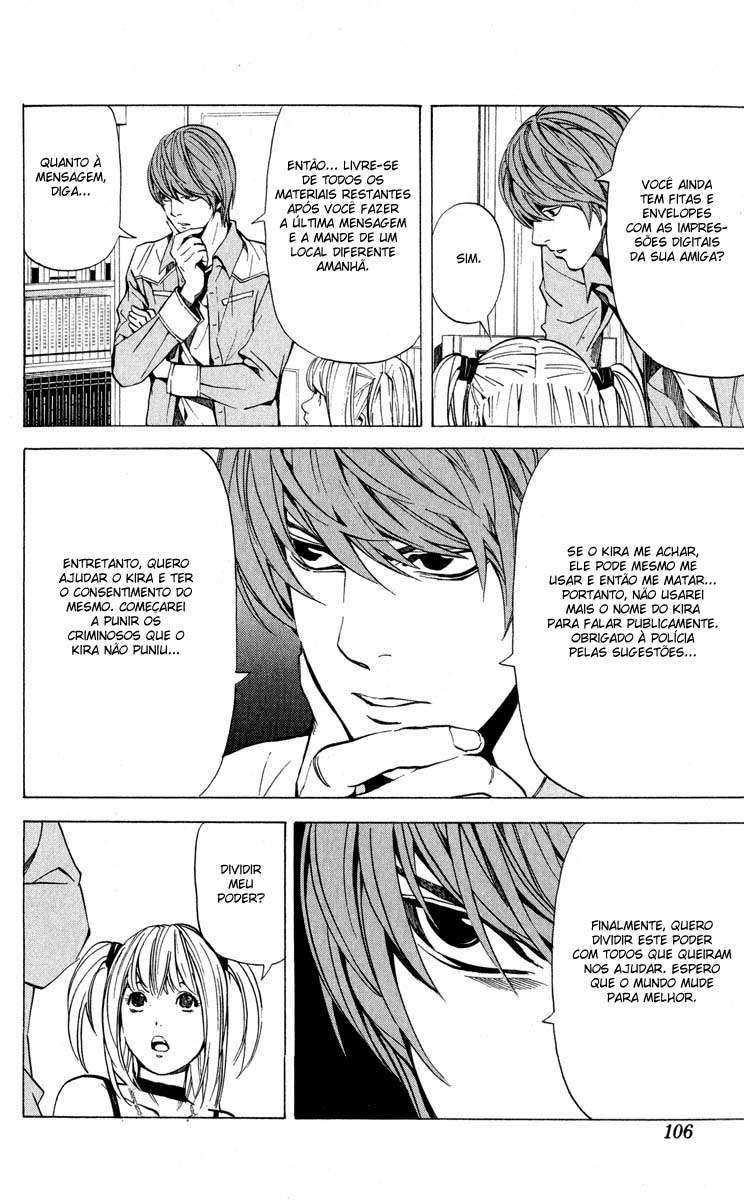 VOCÊ AINDA
TEM FITAS E
ENVELOPES
COM AS IMPRES-
SÕES DIGITAIS
DA SUA AMIGA?
SIM.
ENTÃO... LIVRE-SE
DE TODOS OS
MATERIAIS RESTANTES
APÓS VOCÊ FAZER
A ÚLTIMA MENSAGEM
E A MANDE DE UM
LOCAL DIFERENTE
AMANHÃ.
QUANTO À
MENSAGEM,
DIGA...
SE O KIRA ME ACHAR,
ELE PODE MESMO ME
USAR E ENTÃO ME MATAR...
PORTANTO, NÃO USAREI
MAIS O NOME DO KIRA
PARA FALAR PUBLICAMENTE.
OBRIGADO À POLÍCIA
PELAS SUGESTÕES...
ENTRETANTO, QUERO
AJUDAR O KIRA E TER
O CONSENTIMENTO DO
MESMO. COMEÇAREI
A PUNIR OS
CRIMINOSOS QUE O
KIRA NÃO PUNIU...
FINALMENTE, QUERO
DIVIDIR ESTE PODER
COM TODOS QUE QUEIRAM
NOS AJUDAR. ESPERO
QUE O MUNDO MUDE
PARA MELHOR.
DIVIDIR
MEU
PODER?
106